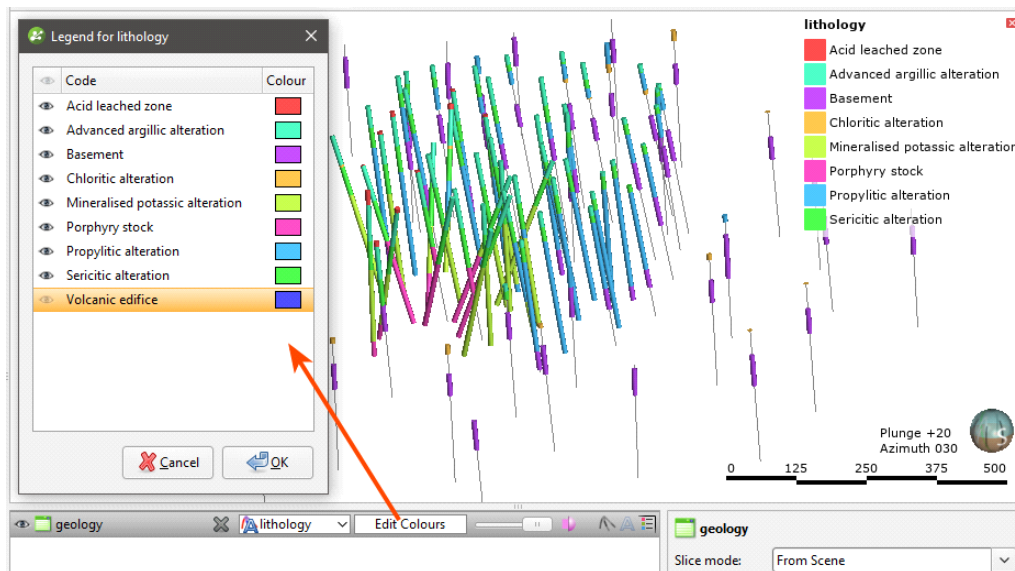 Legend for lithology
Code Colour
Acid leached zone
Advanced argillic alteration
Basement
Chloritic alteration
Mineralised potassic alteration
Porphyry stock
Propylitic alteration
Sericitic alteration
Volcanic edifice
Cancel OK
lithology
Acid leached zone
Advanced argillic alteration
Basement
Chloritic alteration
Mineralised potassic alteration
Porphyry stock
Propylitic alteration
Sericitic alteration
S
Plunge +20
Azimuth 030
0 125 250 375 500
geology lithology Edit Colours
geology
Slice mode: From Scene